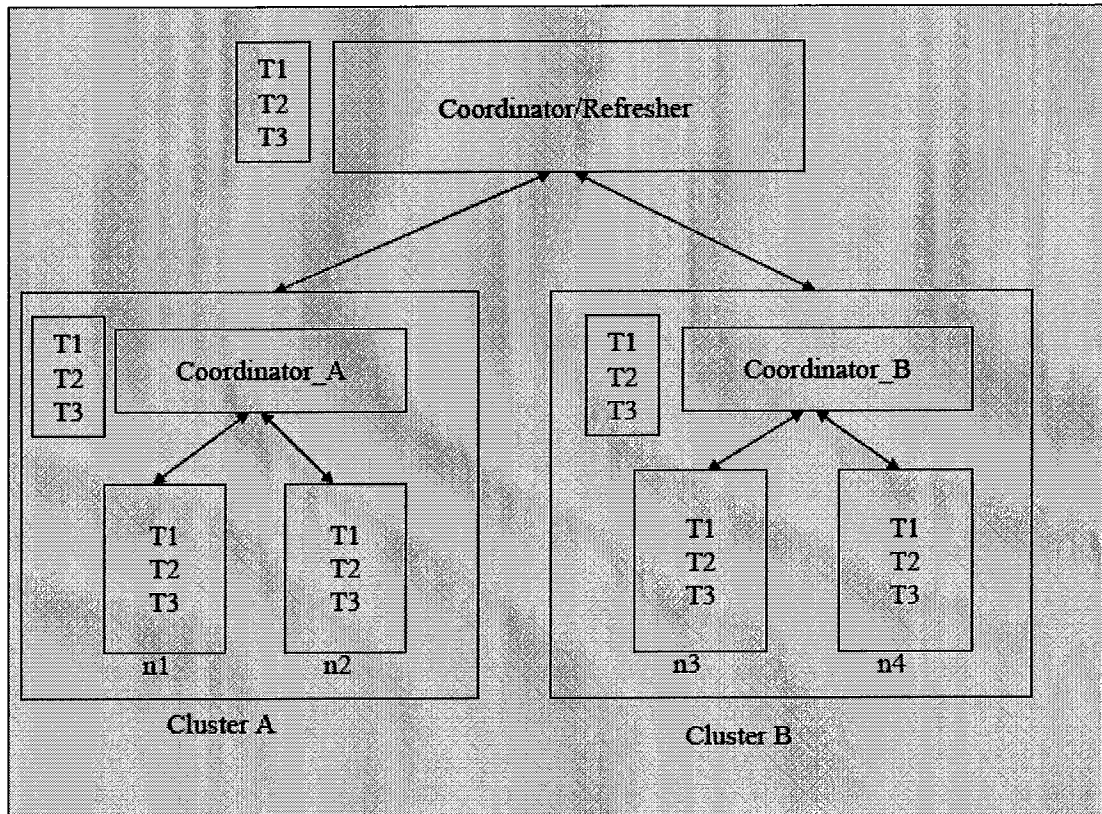 T1
T2
T3
Coordinator/Refresher
T1
T2
T3
Coordinator_A
T1
T2
T3
n1
T1
T2
T3
n2
Cluster A
T1
T2
T3
Coordinator_B
T1
T2
T3
n3
T1
T2
T3
n4
Cluster B